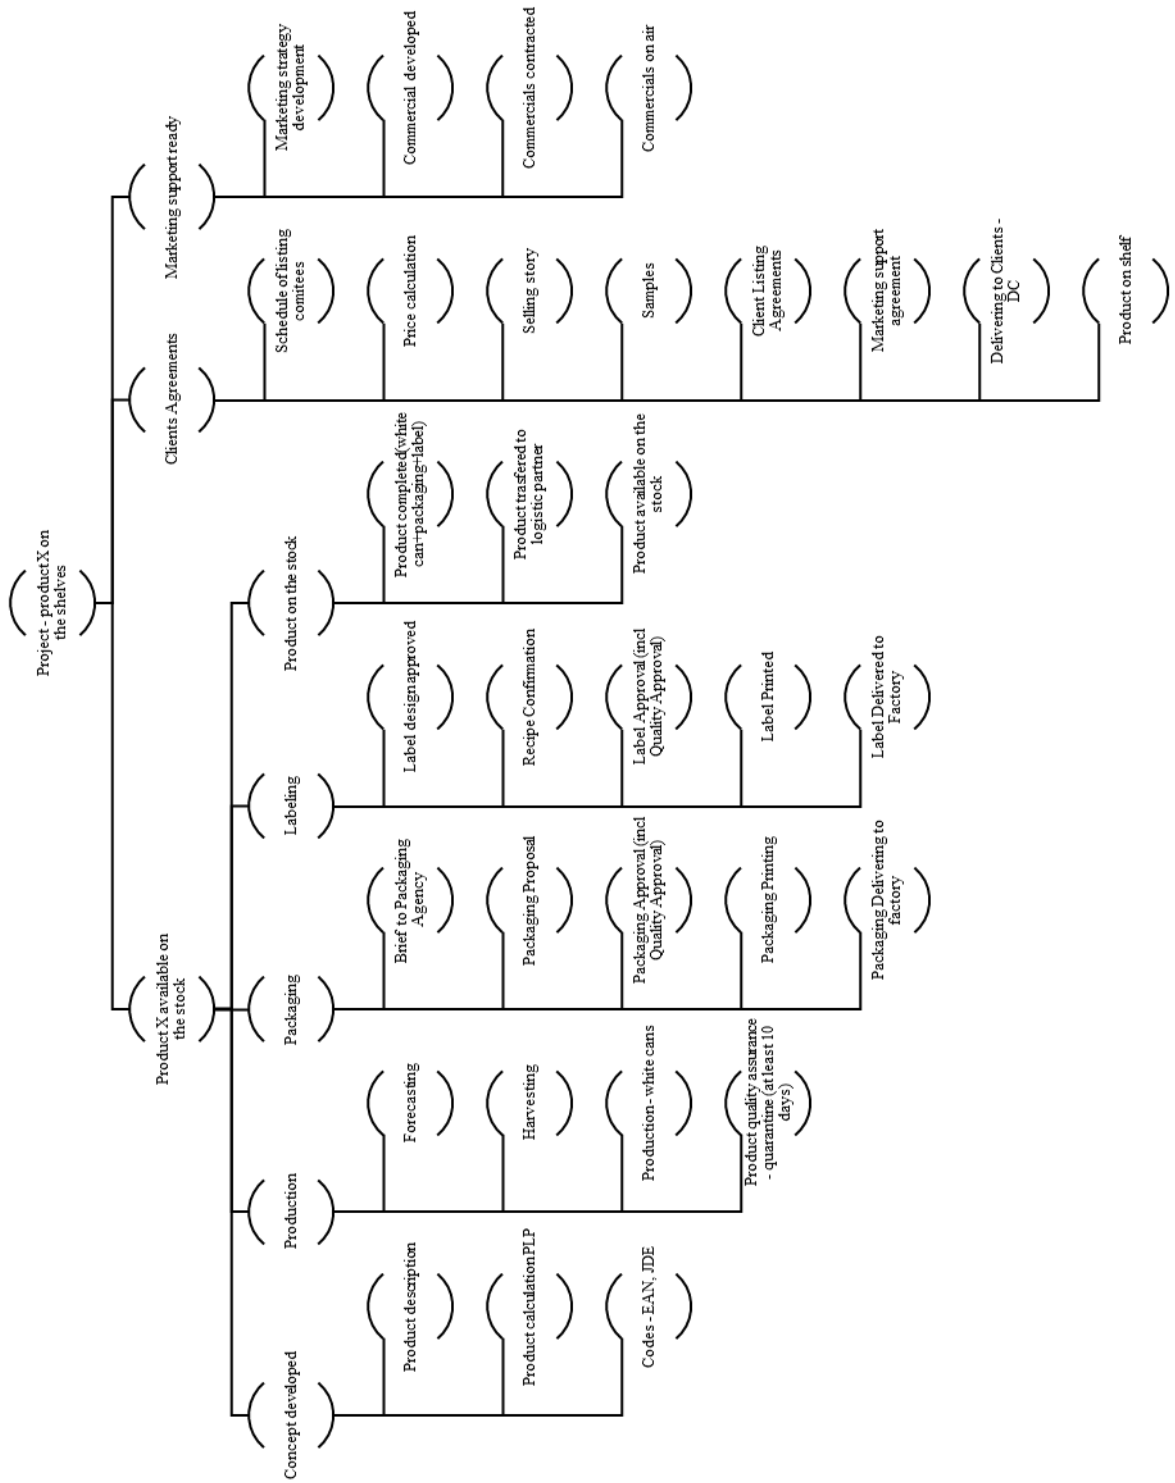 Project - product X on
the shelves
Product X available on
the stock
Concept developed
Product description
Product calculation PLP
Codes - EAN, JDE
Production
Forecasting
Harvesting
Production - white cans
Product quality assurance
- quarantine (at least 10
days)
Packaging
Brief to Packaging
Agency
Packaging Proposal
Packaging Approval (incl
Quality Approval)
Packaging Printing
Packaging Delivering to
factory
Labeling
Label design approved
Recipe Confirmation
Label Approval (incl
Quality Approval)
Label Printed
Label Delivered to
Factory
Product on the stock
Product completed(white
can+packaging+label)
Product trasfered to
logistic partner
Product available on the
stock
Clients Agreements
Schedule of listing
comitees
Price calculation
Selling story
Samples
Client Listing
Agreements
Marketing support
agreement
Delivering to Clients -
DC
Product on shelf
Marketing support ready
Marketing strategy
development
Commercial developed
Commercials contracted
Commercials on air